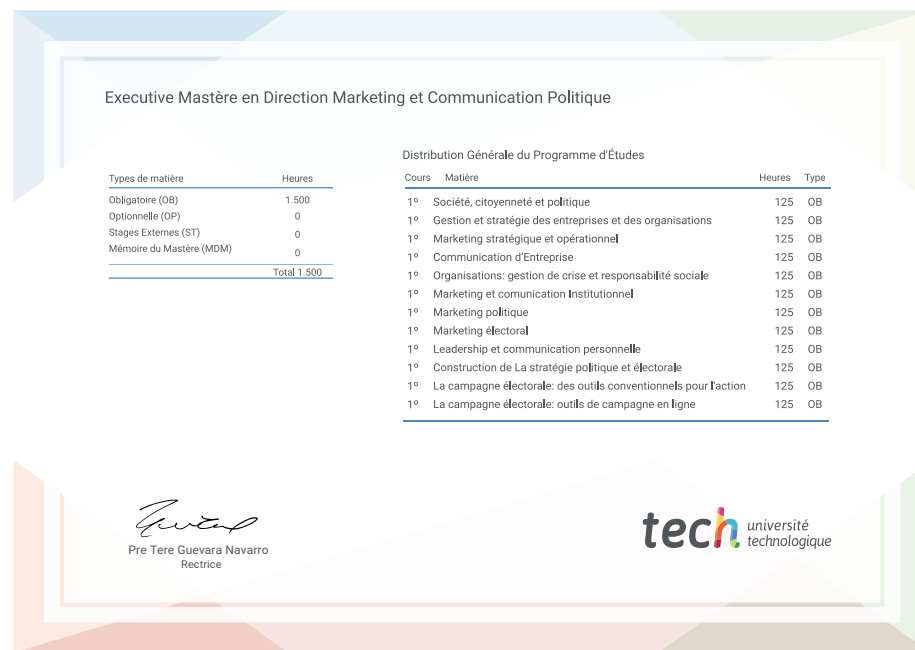 Executive Mastère en Direction Marketing et Communication Politique
Types de matière Heures
Obligatoire (OB) 1.500
Optionnelle (OP) 0
Stages Externes (ST) 0
Mémoire du Mastère (MDM) 0
Total 1.500
Distribution Générale du Programme d'Études
Cours Matière Heures Type
1º Société, citoyenneté et politique 125 OB
1º Gestion et stratégie des entreprises et des organisations 125 OB
1º Marketing stratégique et opérationnel 125 OB
1º Communication d'Entreprise 125 OB
1º Organisations: gestion de crise et responsabilité sociale 125 OB
1º Marketing et comunication Institutionnel 125 OB
1º Marketing politique 125 OB
1º Marketing électoral 125 OB
1º Leadership et communication personnelle 125 OB
1º Construction de La stratégie politique et électorale 125 OB
1º La campagne électorale: des outils conventionnels pour l'action 125 OB
1º La campagne électorale: outils de campagne en ligne 125 OB
Pre Tere Guevara Navarro
Rectrice
tech université
technologique